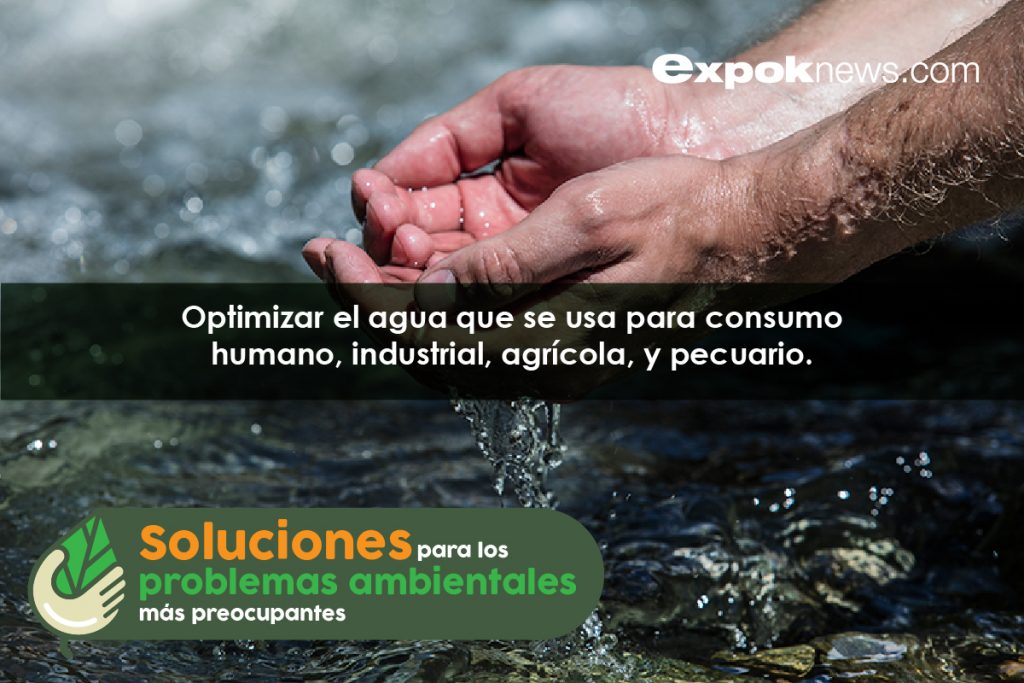 expoknews.com
Optimizar el agua que se usa para consumo
humano, industrial, agrícola, y pecuario.
Soluciones para los
problemas ambientales
más preocupantes